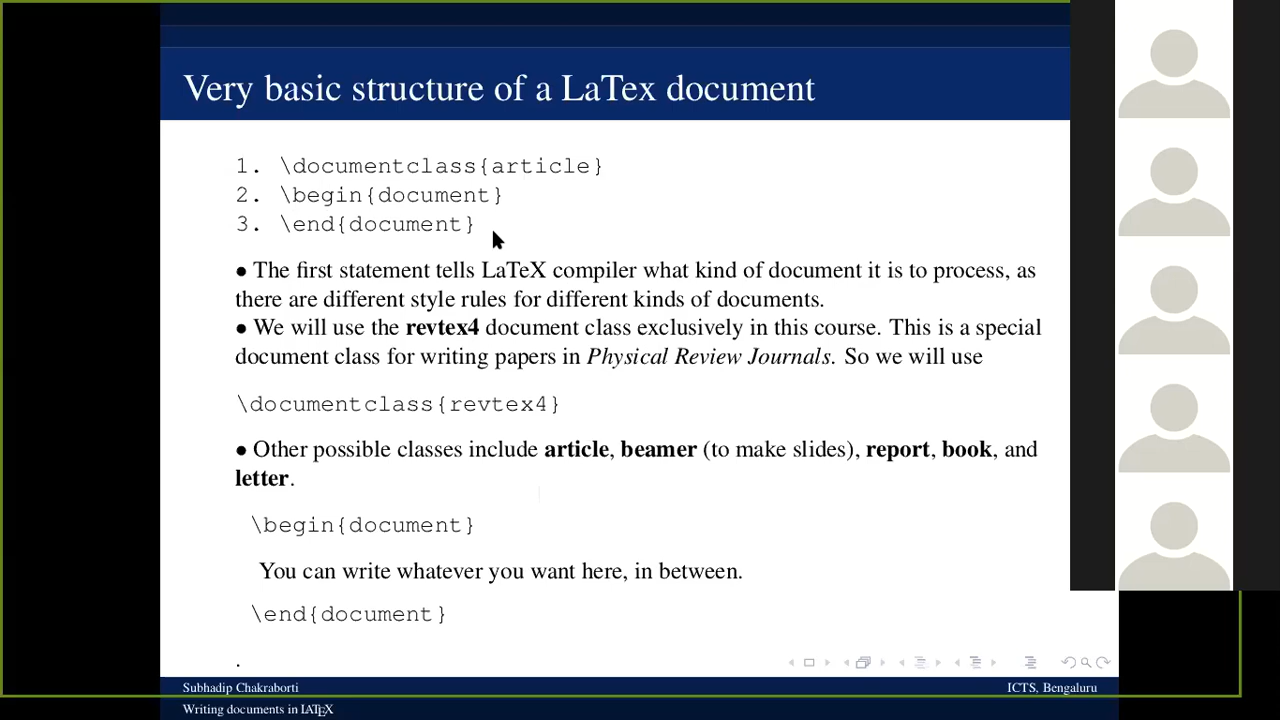 Very basic structure of a LaTex document
1. \documentclass{article}
2. \begin{document}
3. \end{document}
• The first statement tells LaTeX compiler what kind of document it is to process, as
there are different style rules for different kinds of documents.
• We will use the revtex4 document class exclusively in this course. This is a special
document class for writing papers in Physical Review Journals. So we will use
\documentclass{revtex4}
• Other possible classes include article, beamer (to make slides), report, book, and
letter.
\begin{document}
You can write whatever you want here, in between.
\end{document}
.
Subhadip Chakraborti
ICTS, Bengaluru
Writing documents in LATEX